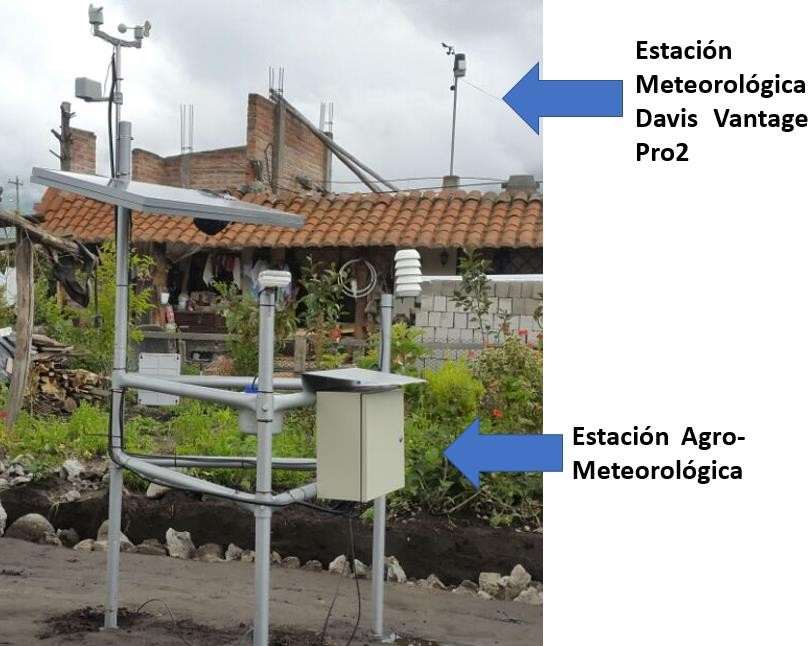 Estación
Meteorológica
Davis Vantage
Pro2
Estación Agro-
Meteorológica